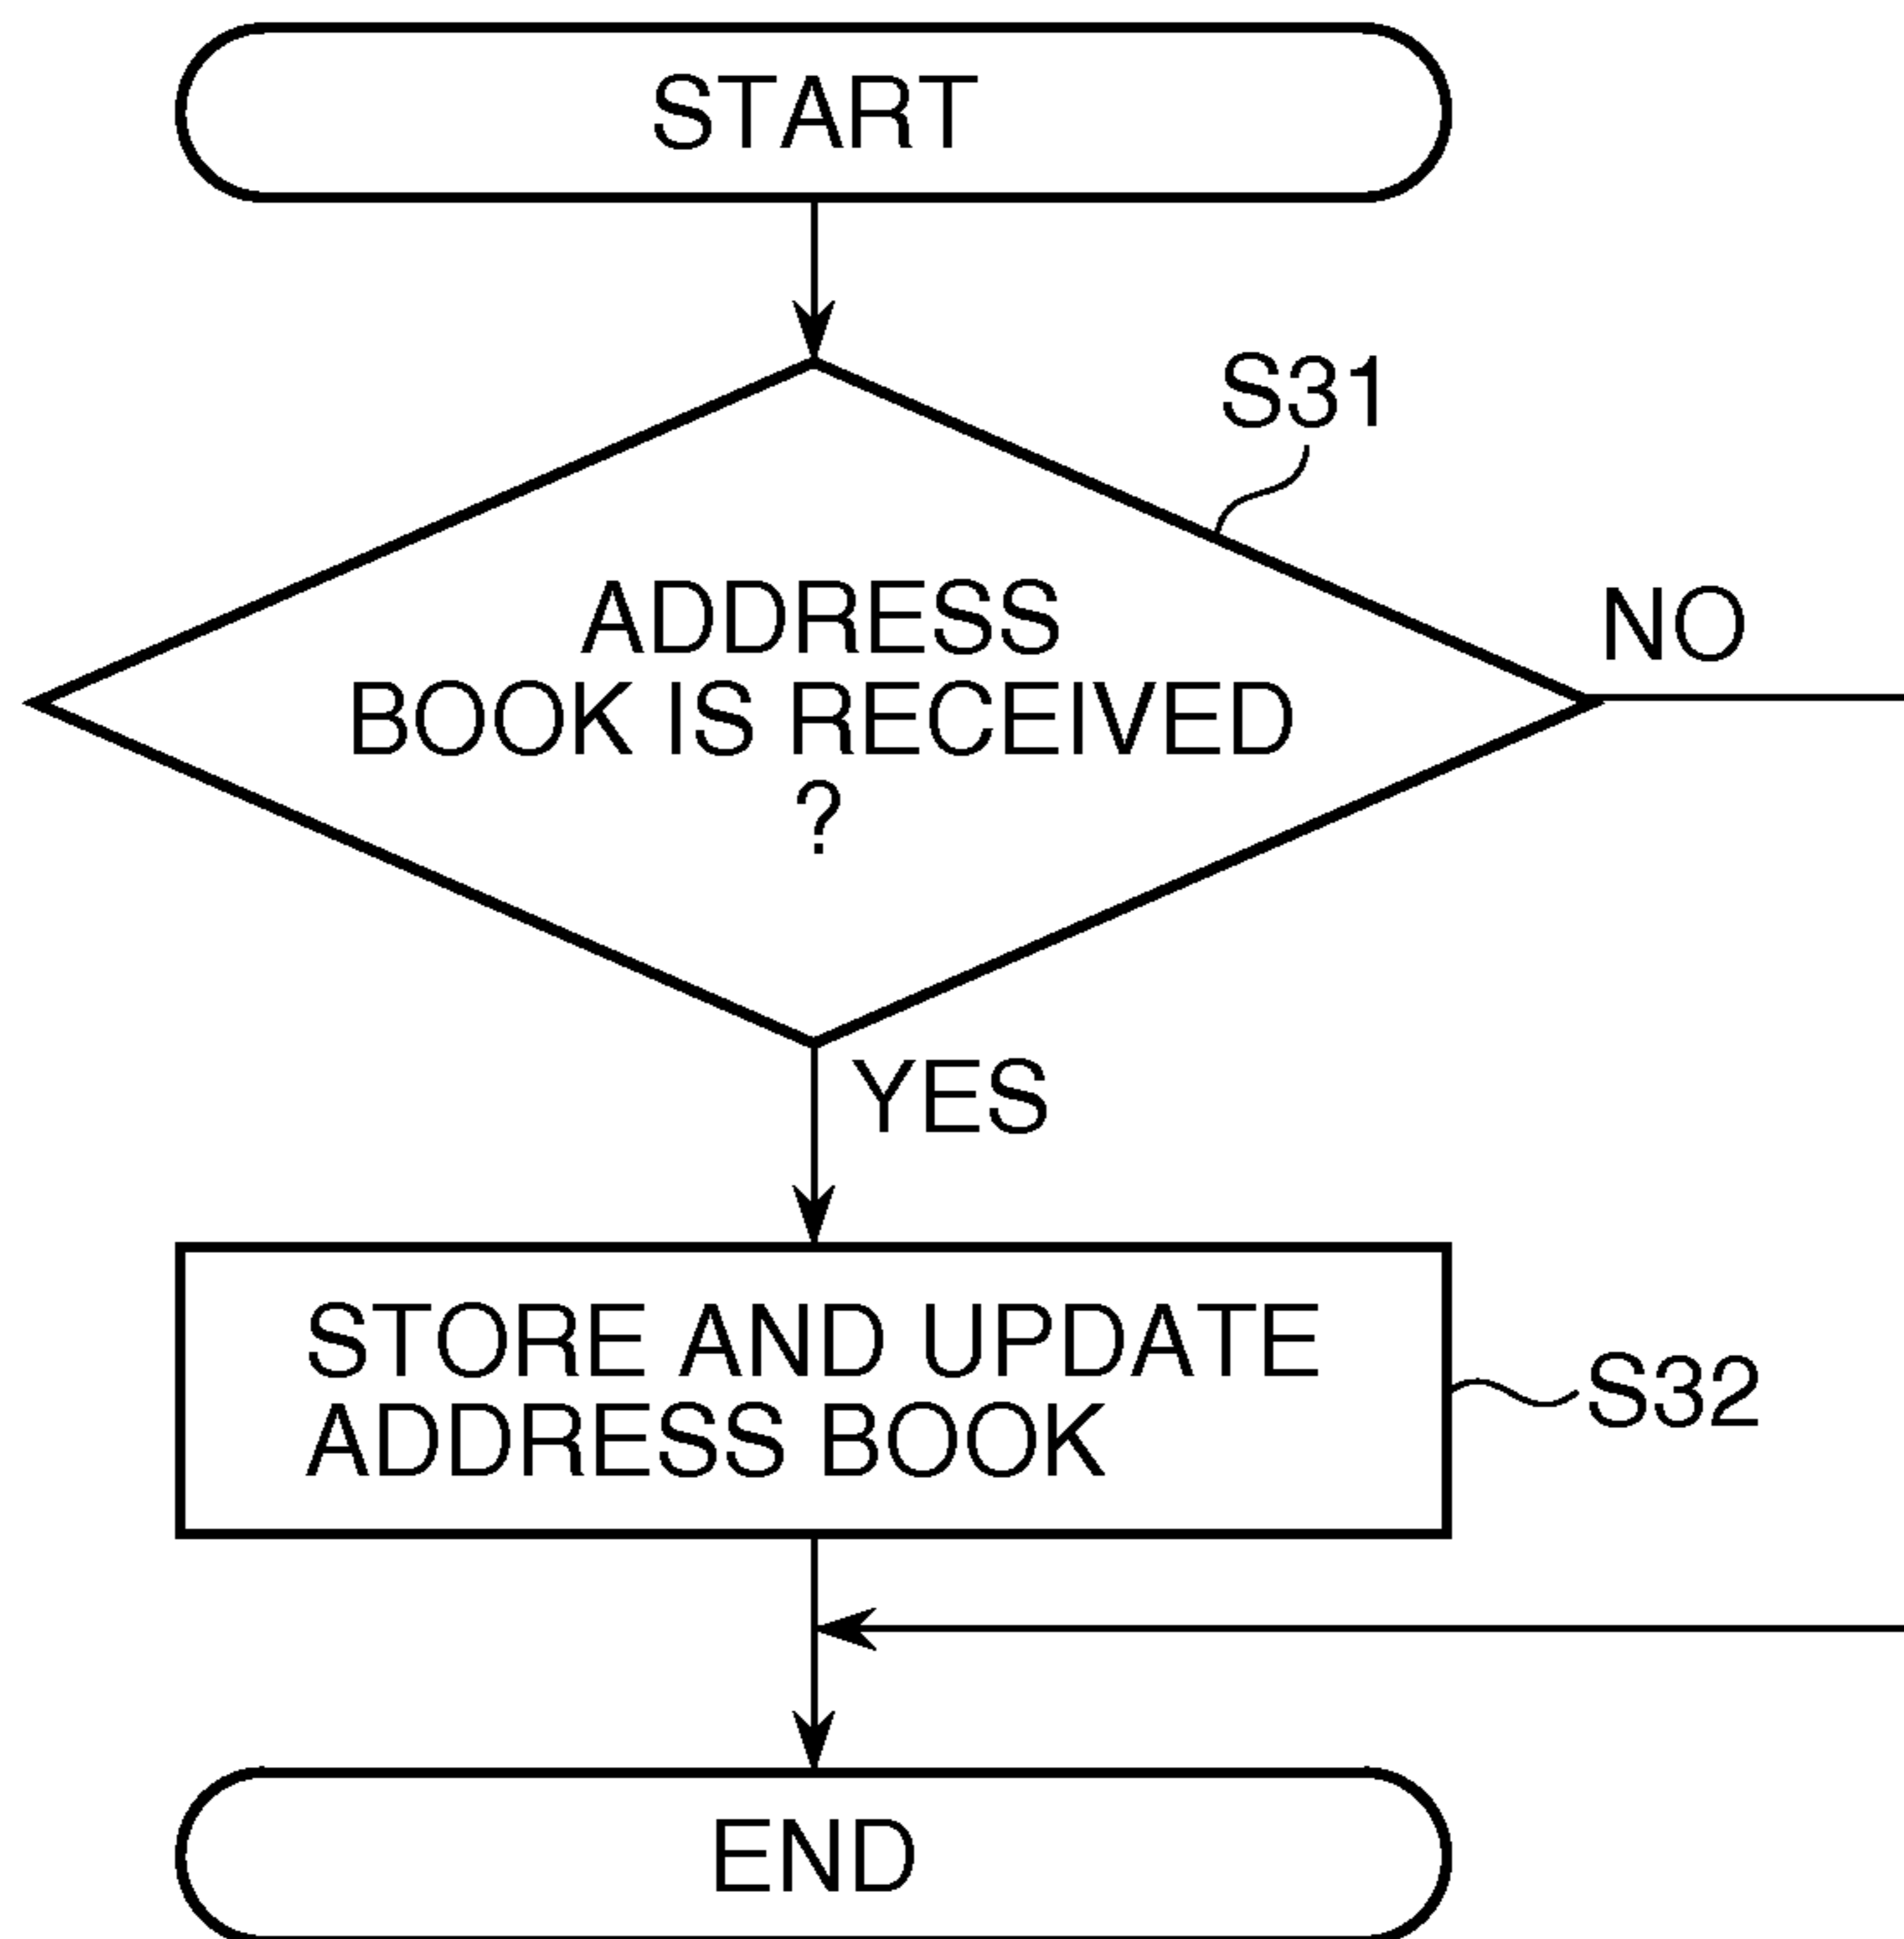 START
S31
ADDRESS
BOOK IS RECEIVED
?
NO
YES
STORE AND UPDATE
ADDRESS BOOK
S32
END